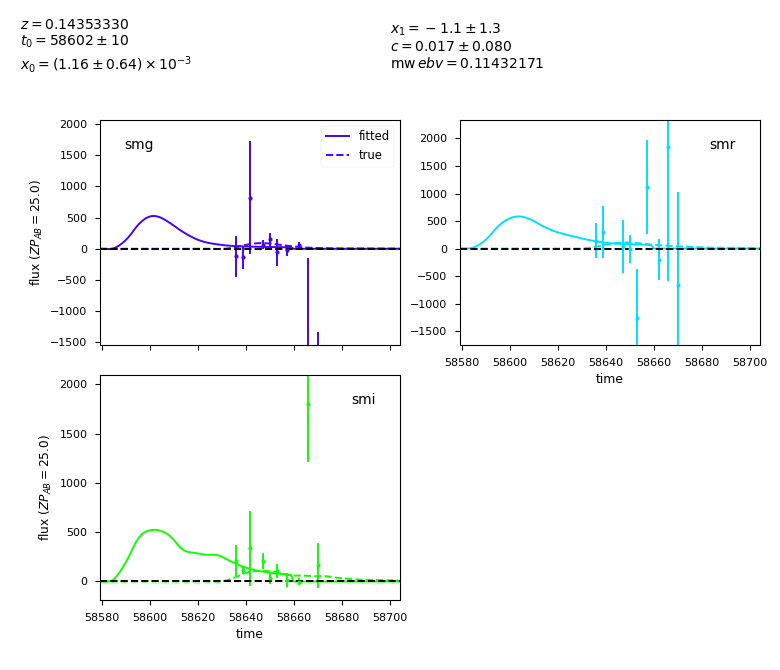 z = 0.14353330
t₀ = 58602 ± 10
x₀ = (1.16 ± 0.64) × 10⁻³
x₁ = −1.1 ± 1.3
c = 0.017 ± 0.080
mw ebv = 0.11432171
smg
fitted
true
2000
1500
1000
500
0
−500
−1000
−1500
flux (ZP_AB = 25.0)
smr
2000
1500
1000
500
0
−500
−1000
−1500
58580 58600 58620 58640 58660 58680 58700
time
smi
2000
1500
1000
500
0
flux (ZP_AB = 25.0)
58580 58600 58620 58640 58660 58680 58700
time